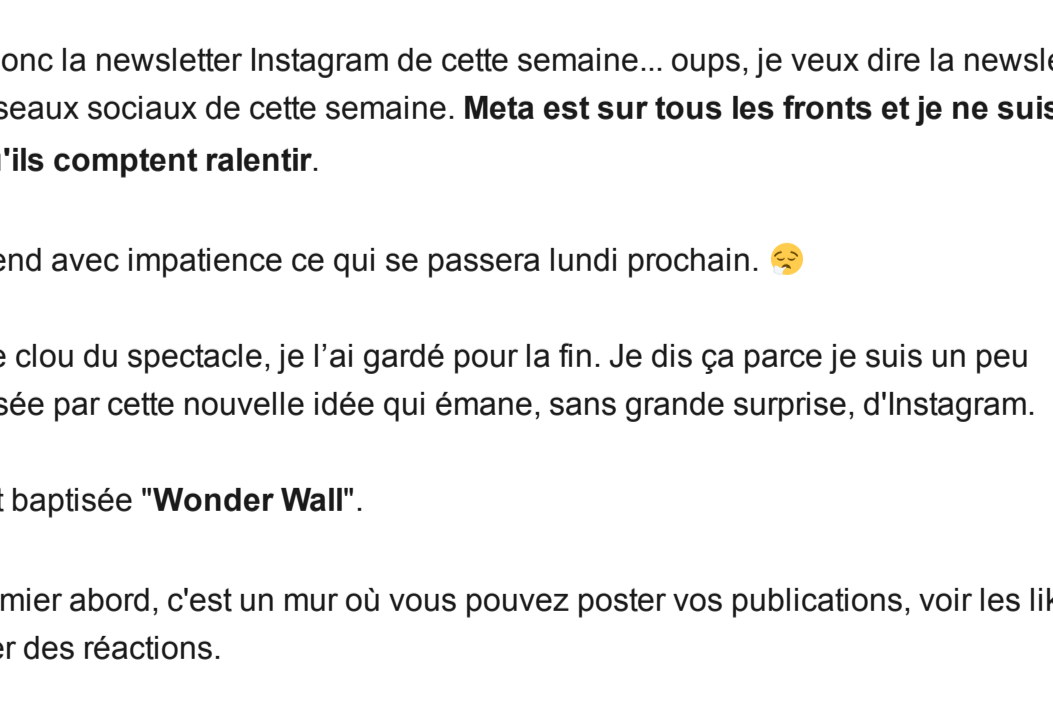 onc la newsletter Instagram de cette semaine... oups, je veux dire la newsle
seaux sociaux de cette semaine. Meta est sur tous les fronts et je ne suis
'ils comptent ralentir.
end avec impatience ce qui se passera lundi prochain. 😮‍💨
e clou du spectacle, je l’ai gardé pour la fin. Je dis ça parce je suis un peu
sée par cette nouvelle idée qui émane, sans grande surprise, d'Instagram.
t baptisée "Wonder Wall".
mier abord, c'est un mur où vous pouvez poster vos publications, voir les lik
er des réactions.